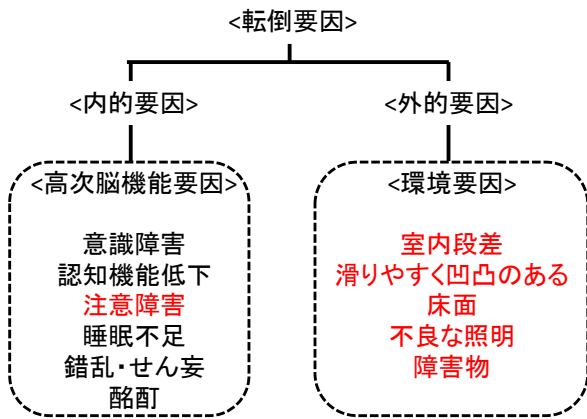 <転倒要因>
<内的要因>
<外的要因>
<高次脳機能要因>
意識障害
認知機能低下
注意障害
睡眠不足
錯乱・せん妄
酩酊
<環境要因>
室内段差
滑りやすく凹凸のある
床面
不良な照明
障害物